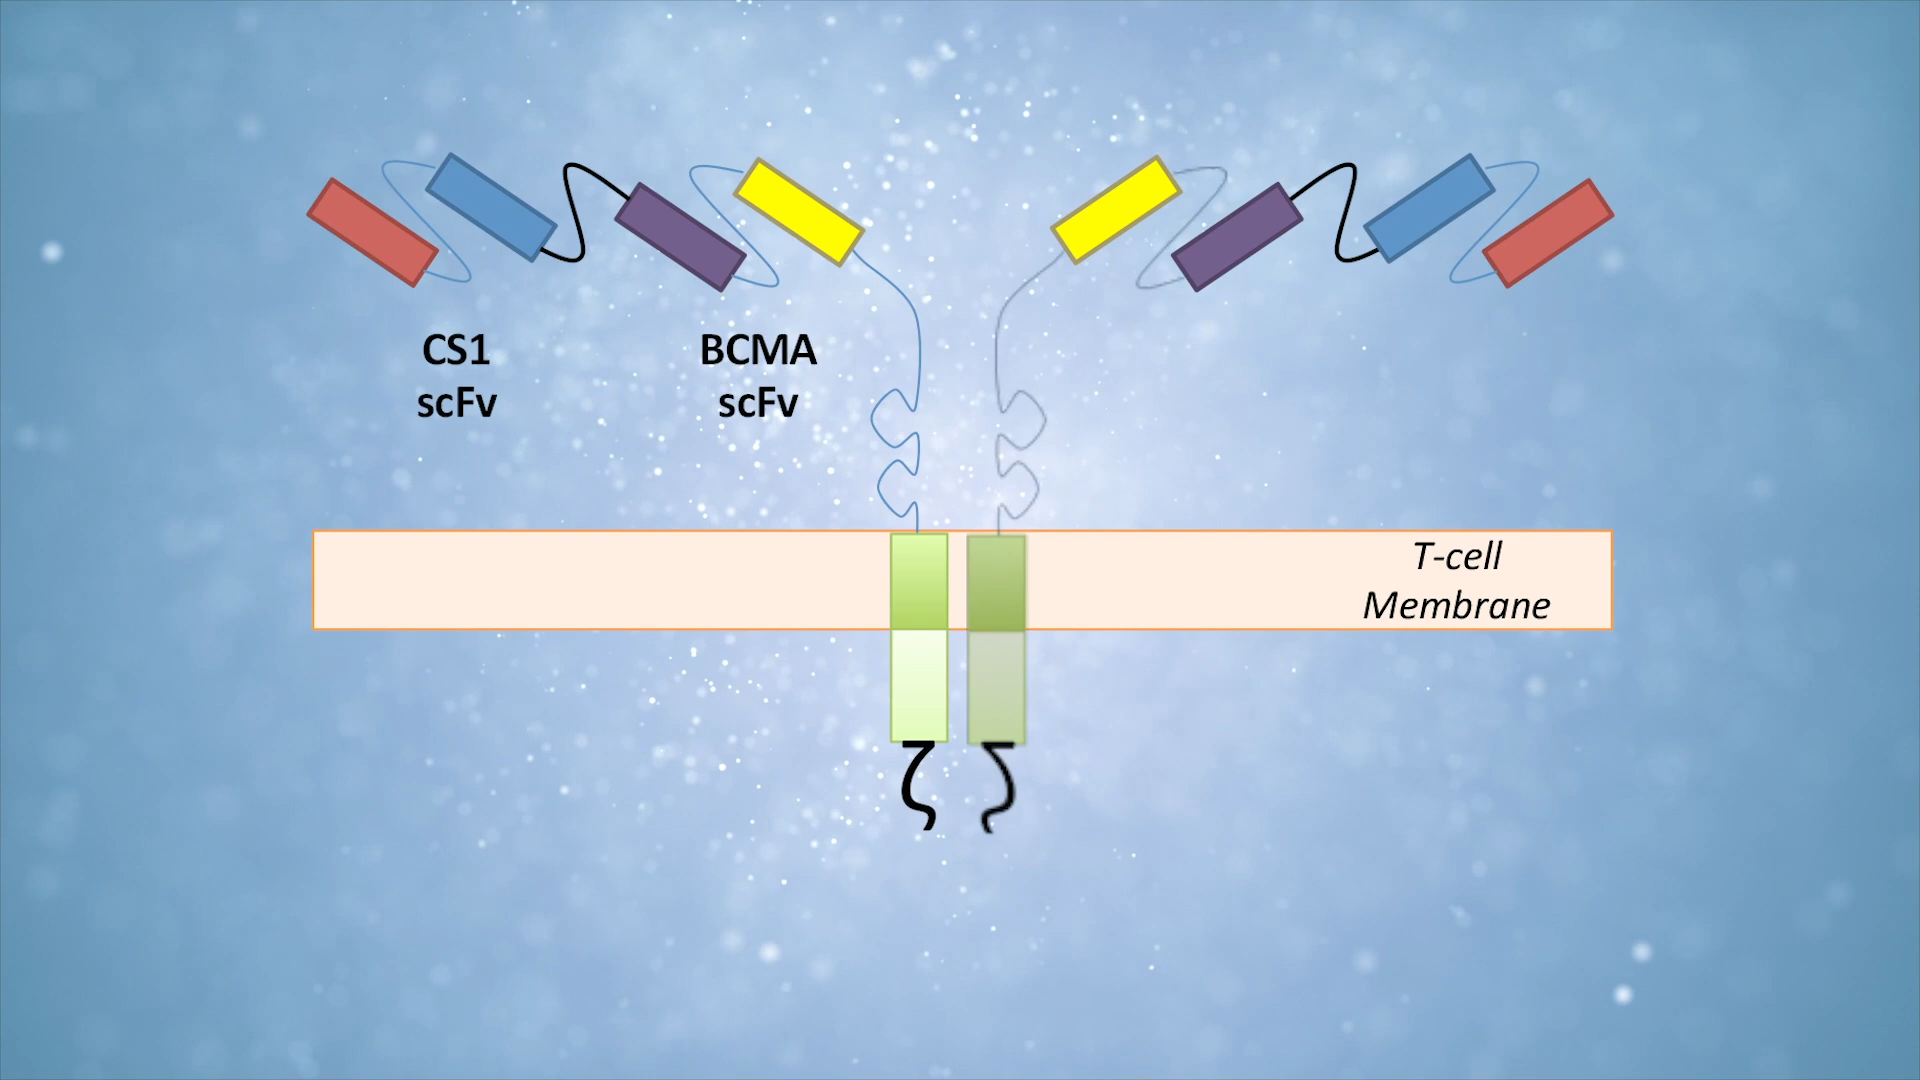 CS1
scFv
BCMA
scFv
T-cell
Membrane
ζ
ζ